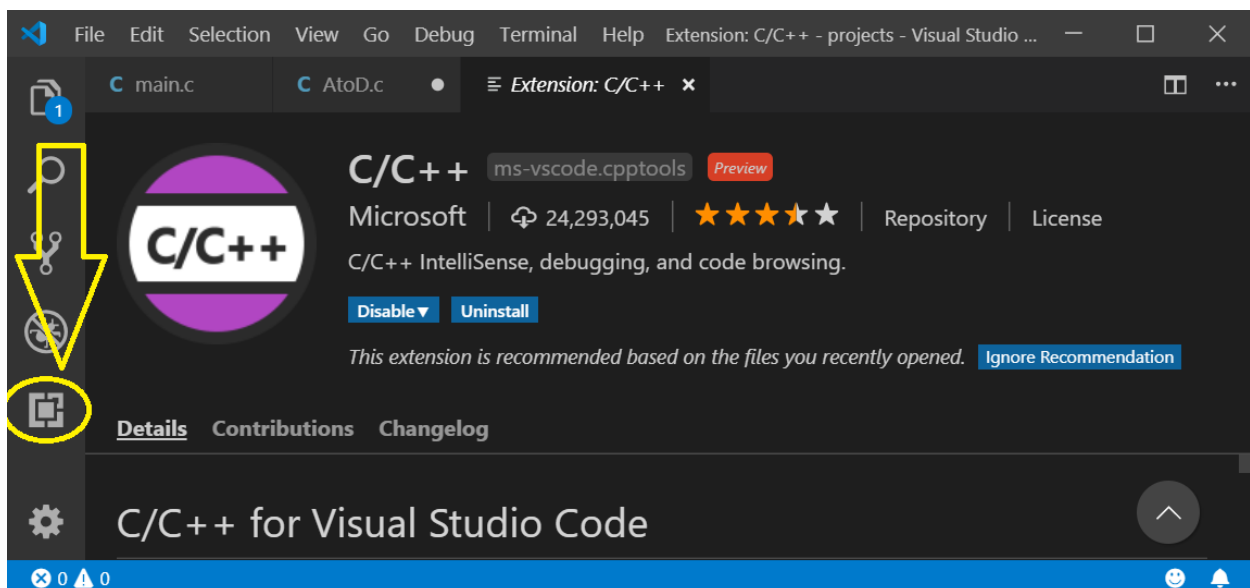 File Edit Selection View Go Debug Terminal Help Extension: C/C++ - projects - Visual Studio ...
C main.c C AtoD.c Extension: C/C++
1
C/C++ ms-vscode.cpptools Preview
Microsoft 24,293,045 Repository License
C/C++
C/C++ IntelliSense, debugging, and code browsing.
Disable Uninstall
This extension is recommended based on the files you recently opened. Ignore Recommendation
Details Contributions Changelog
C/C++ for Visual Studio Code
0 0